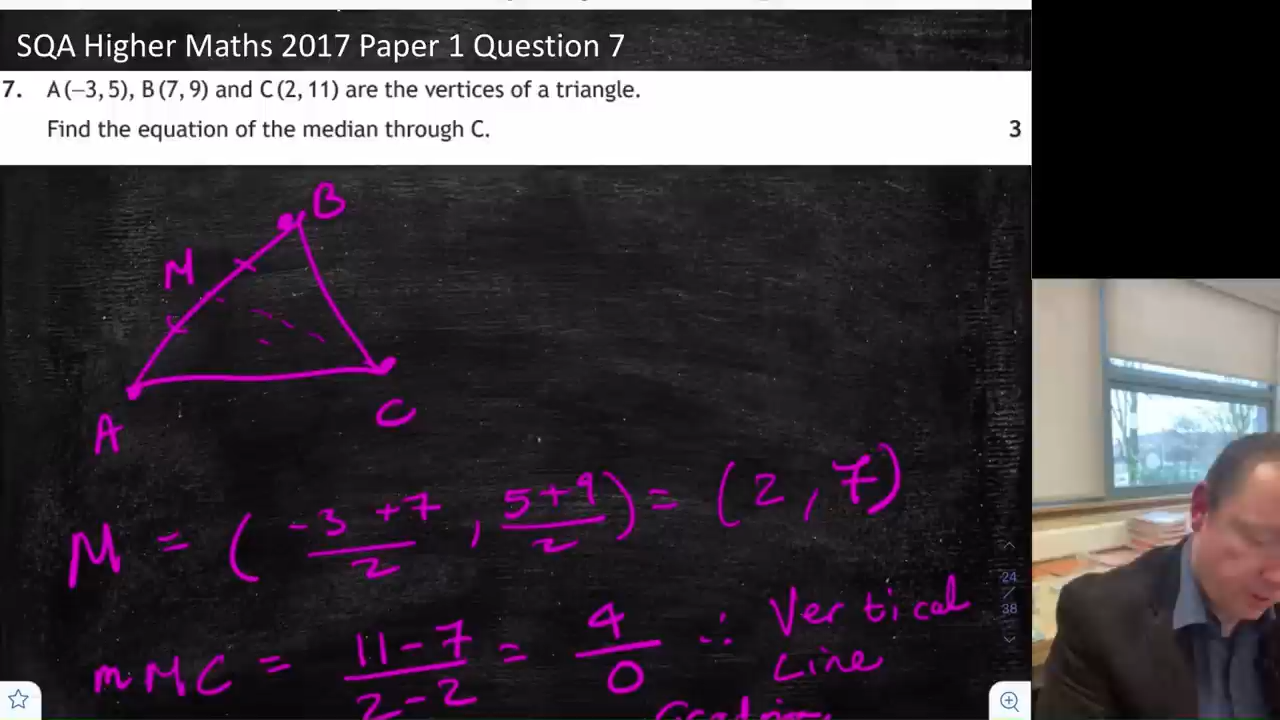 SQA Higher Maths 2017 Paper 1 Question 7
7. A(−3, 5), B(7, 9) and C(2, 11) are the vertices of a triangle.
Find the equation of the median through C. 3
B
M
A
C
M = ( -3 +7 / 2 , 5+9 / 2 ) = (2, 7)
mMC = 11-7 / 2-2 = 4 / 0 ∴ Vertical
Line
24
/
38